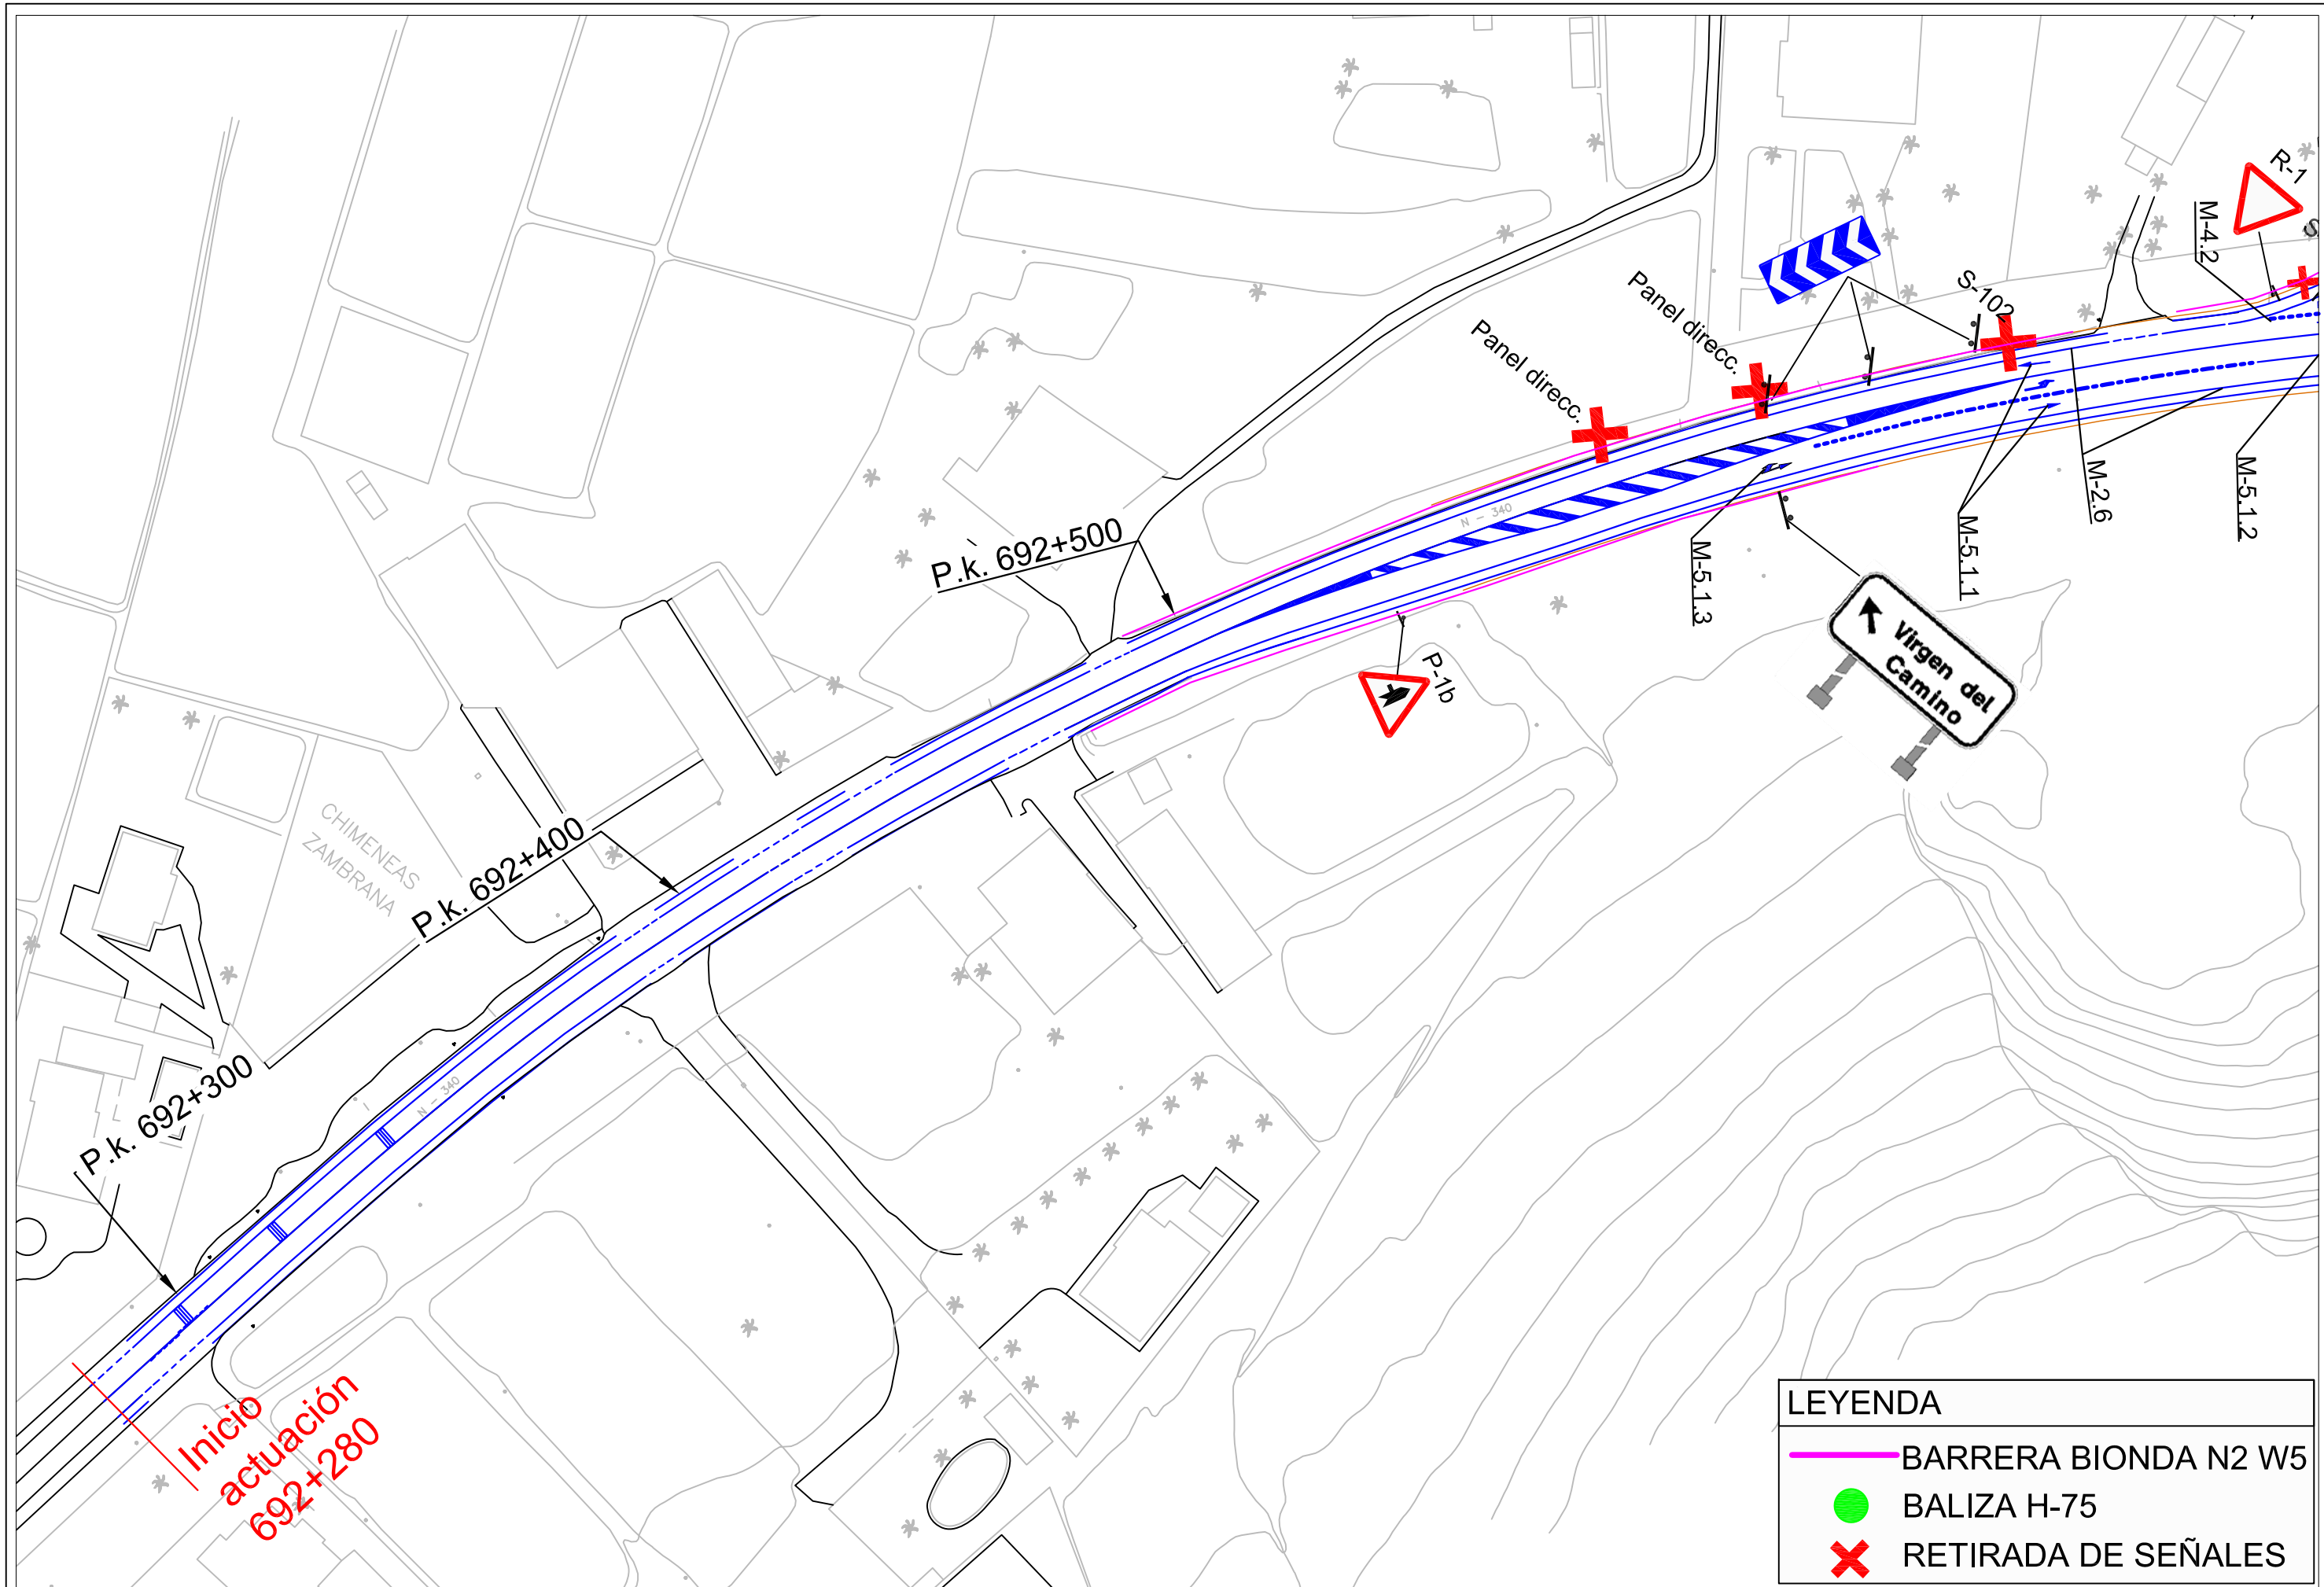 R-1
M-4.2
S
S-102
Panel direcc.
Panel direcc.
P.k. 692+500
N - 340
M-5.1.3
M-5.1.1
M-2.6
M-5.1.2
P-1b
Virgen del
Camino
P.k. 692+400
CHIMENEAS
ZAMBRANA
P.k. 692+300
N - 340
Inicio
actuación
692+280
LEYENDA
BARRERA BIONDA N2 W5
BALIZA H-75
RETIRADA DE SEÑALES